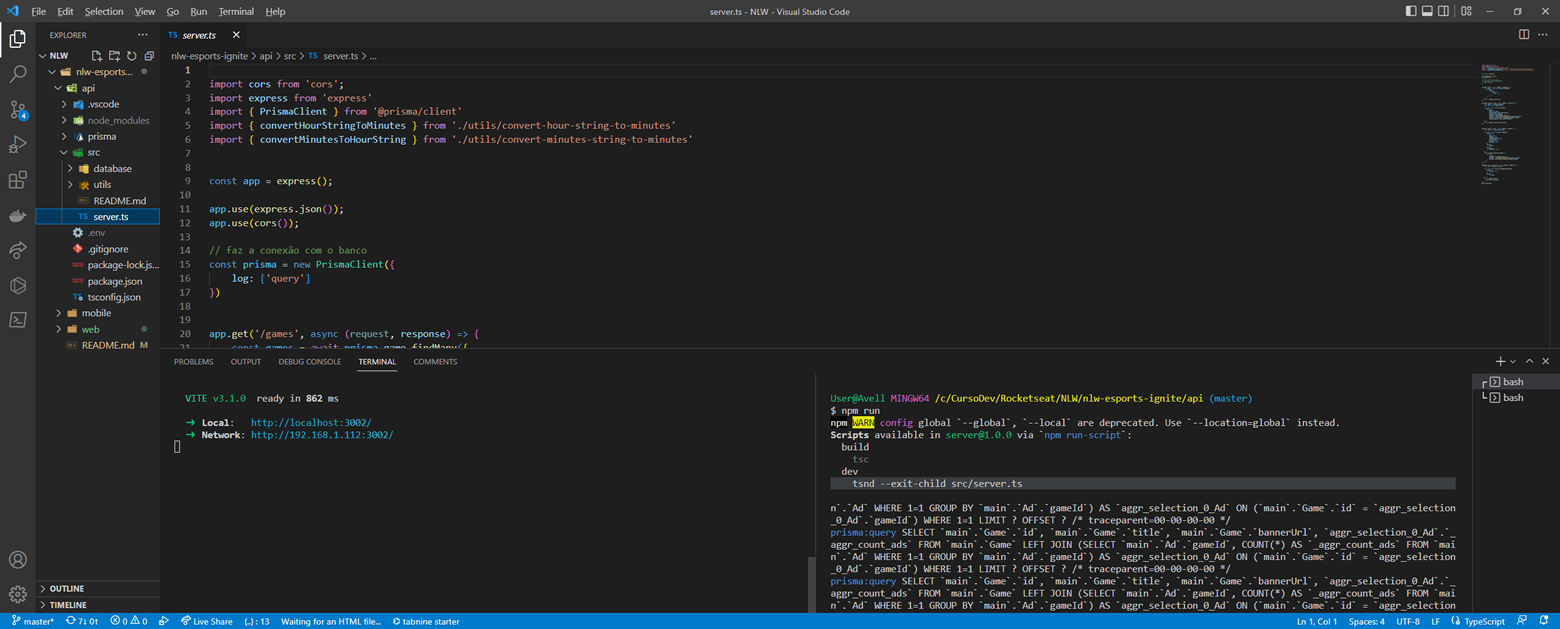 File Edit Selection View Go Run Terminal Help
server.ts - NLW - Visual Studio Code
EXPLORER
NLW
nlw-esports...
api
.vscode
node_modules
prisma
src
database
utils
README.md
TS server.ts
.env
.gitignore
package-lock.js...
package.json
tsconfig.json
mobile
web
README.md M
OUTLINE
TIMELINE
TS server.ts
nlw-esports-ignite > api > src > TS server.ts > ...
1
2 import cors from 'cors';
3 import express from 'express'
4 import { PrismaClient } from '@prisma/client'
5 import { convertHourStringToMinutes } from './utils/convert-hour-string-to-minutes'
6 import { convertMinutesToHourString } from './utils/convert-minutes-string-to-minutes'
7
8
9 const app = express();
10
11 app.use(express.json());
12 app.use(cors());
13
14 // faz a conexão com o banco
15 const prisma = new PrismaClient({
16 log: ['query']
17 })
18
19
20 app.get('/games', async (request, response) => {
21 const games = await prisma.game.findMany({
PROBLEMS OUTPUT DEBUG CONSOLE TERMINAL COMMENTS
VITE v3.1.0 ready in 862 ms
➜ Local: http://localhost:3002/
➜ Network: http://192.168.1.112:3002/
User@Avell MINGW64 /c/CursoDev/Rocketseat/NLW/nlw-esports-ignite/api (master)
$ npm run
npm WARN config global `--global`, `--local` are deprecated. Use `--location=global` instead.
Scripts available in server@1.0.0 via `npm run-script`:
build
tsc
dev
tsnd --exit-child src/server.ts
n`.`Ad` WHERE 1=1 GROUP BY `main`.`Ad`.`gameId`) AS `aggr_selection_0_Ad` ON (`main`.`Game`.`id` = `aggr_selection
_0_Ad`.`gameId`) WHERE 1=1 LIMIT ? OFFSET ? /* traceparent=00-00-00-00 */
prisma:query SELECT `main`.`Game`.`id`, `main`.`Game`.`title`, `main`.`Game`.`bannerUrl`, `aggr_selection_0_Ad`.`_
aggr_count_ads` FROM `main`.`Game` LEFT JOIN (SELECT `main`.`Ad`.`gameId`, COUNT(*) AS `_aggr_count_ads` FROM `mai
n`.`Ad` WHERE 1=1 GROUP BY `main`.`Ad`.`gameId`) AS `aggr_selection_0_Ad` ON (`main`.`Game`.`id` = `aggr_selection
_0_Ad`.`gameId`) WHERE 1=1 LIMIT ? OFFSET ? /* traceparent=00-00-00-00 */
prisma:query SELECT `main`.`Game`.`id`, `main`.`Game`.`title`, `main`.`Game`.`bannerUrl`, `aggr_selection_0_Ad`.`_
aggr_count_ads` FROM `main`.`Game` LEFT JOIN (SELECT `main`.`Ad`.`gameId`, COUNT(*) AS `_aggr_count_ads` FROM `mai
n`.`Ad` WHERE 1=1 GROUP BY `main`.`Ad`.`gameId`) AS `aggr_selection_0_Ad` ON (`main`.`Game`.`id` = `aggr_selection
bash
bash
master* 7↓ 0↑ 0 0 Live Share {..} : 13 Waiting for an HTML file... tabnine starter
Ln 1, Col 1 Spaces: 4 UTF-8 LF TypeScript